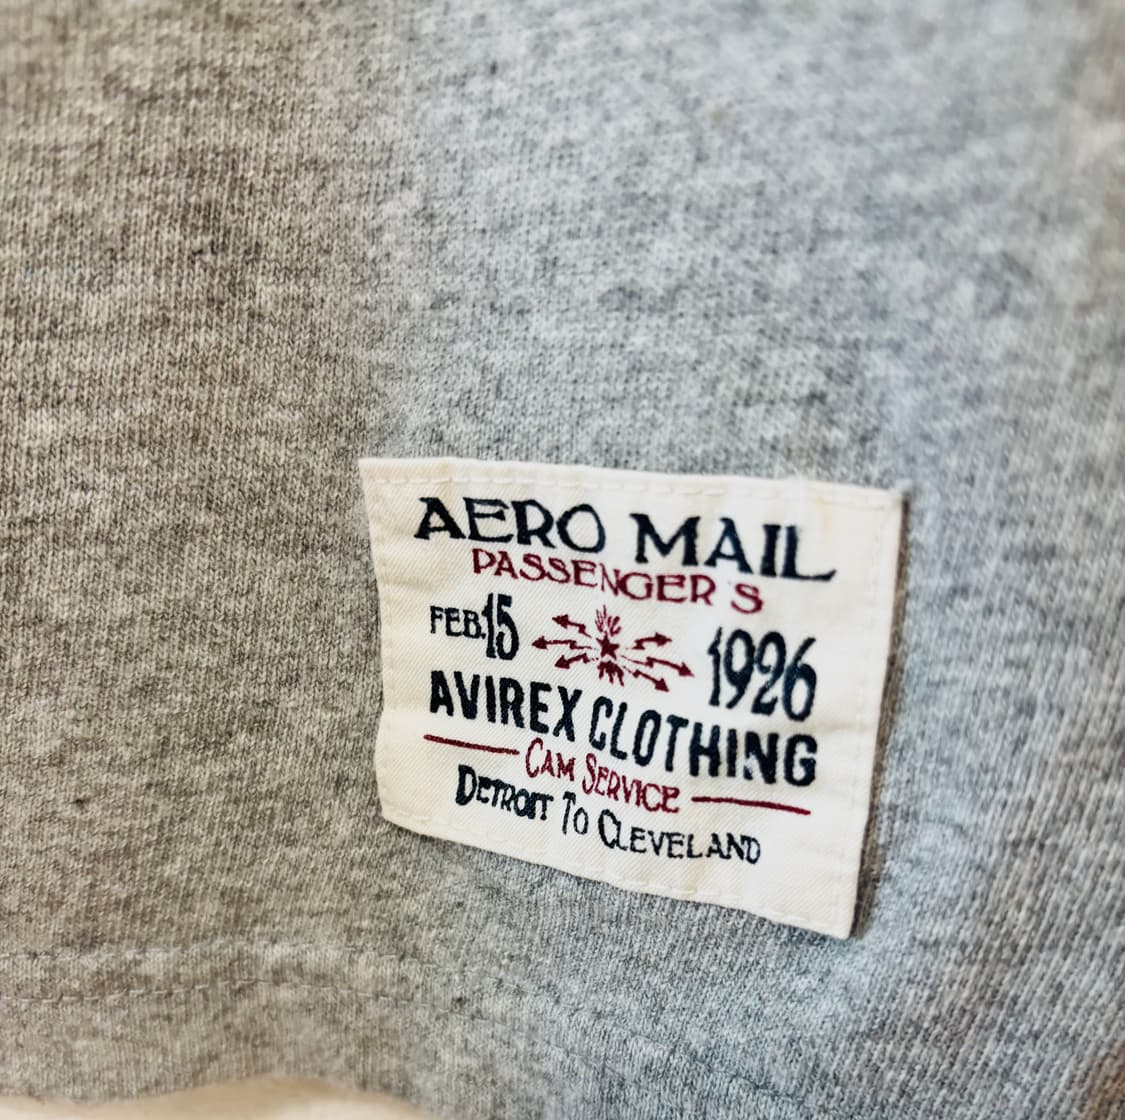 AERO MAIL
PASSENGER S
FEB.15 1926
AVIREX CLOTHING
CAM SERVICE
DETROIT TO CLEVELAND